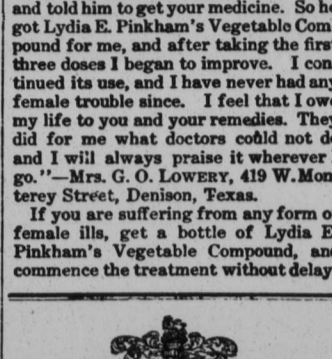 and told him to get your medicine. So he
got Lydia E. Pinkham's Vegetable Com
pound for me, and after taking the firs
three doses I began to improve. I con
tinued its use, and I have never had any
female trouble since. I feel that I ow
my life to you and your remedies. They
did for me what doctors could not d
and I will always praise it wherever
go."—Mrs. G. O. LOWERY, 419 W. Mon
terey Street, Denison, Texas.
If you are suffering from any form o
female ills, get a bottle of Lydia E
Pinkham's Vegetable Compound, and
commence the treatment without delay